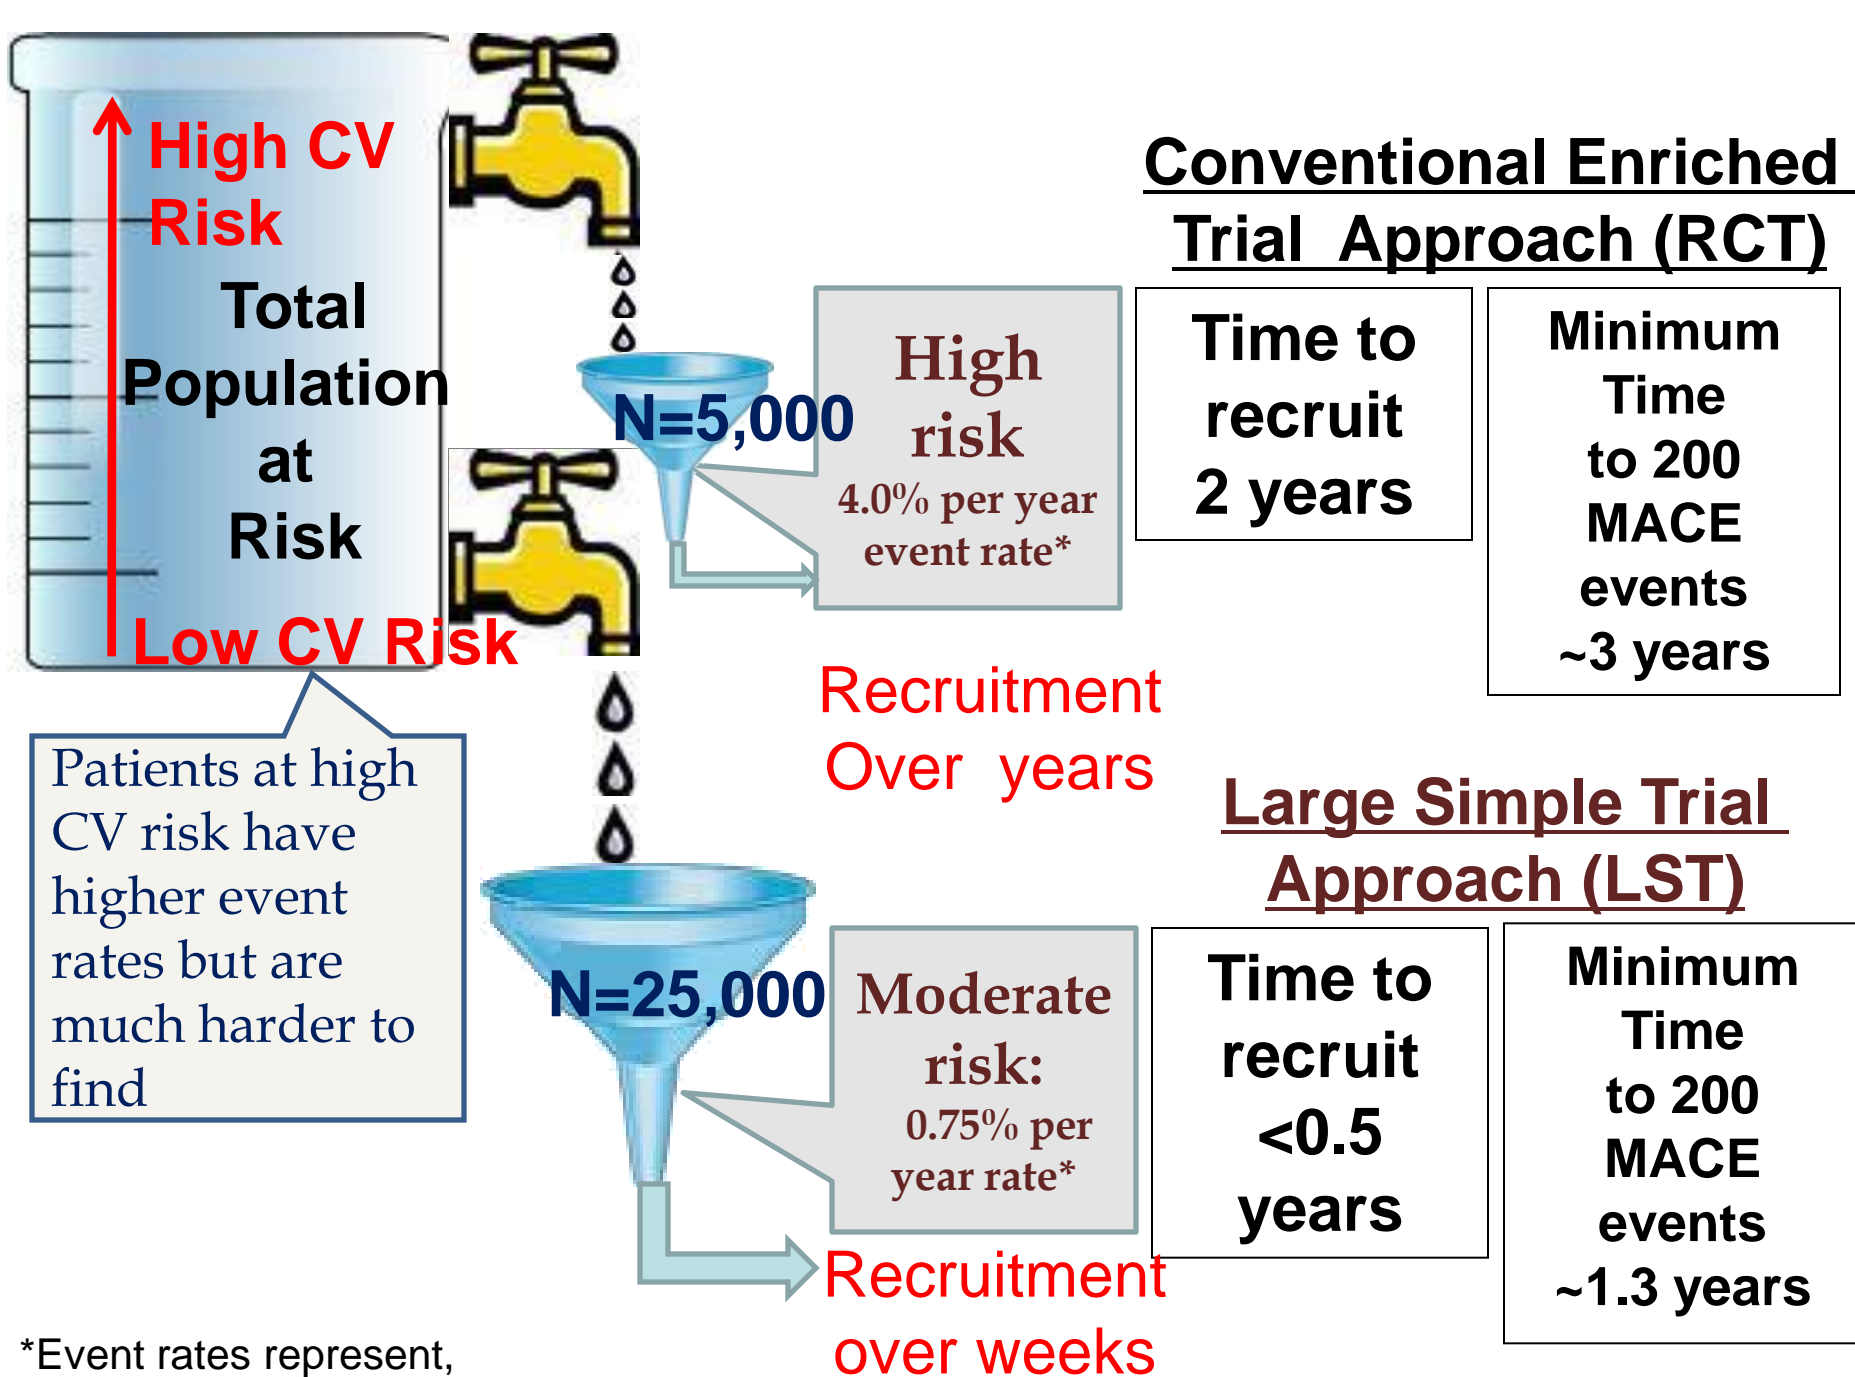 High CV
Risk
Total
Population
at
Risk
Low CV Risk
Patients at high
CV risk have
higher event
rates but are
much harder to
find
N=5,000
High
risk
4.0% per year
event rate*
Recruitment
Over years
Conventional Enriched
Trial Approach (RCT)
Time to
recruit
2 years
Minimum
Time
to 200
MACE
events
~3 years
Large Simple Trial
Approach (LST)
N=25,000
Moderate
risk:
0.75% per
year rate*
Recruitment
over weeks
Time to
recruit
<0.5
years
Minimum
Time
to 200
MACE
events
~1.3 years
*Event rates represent,